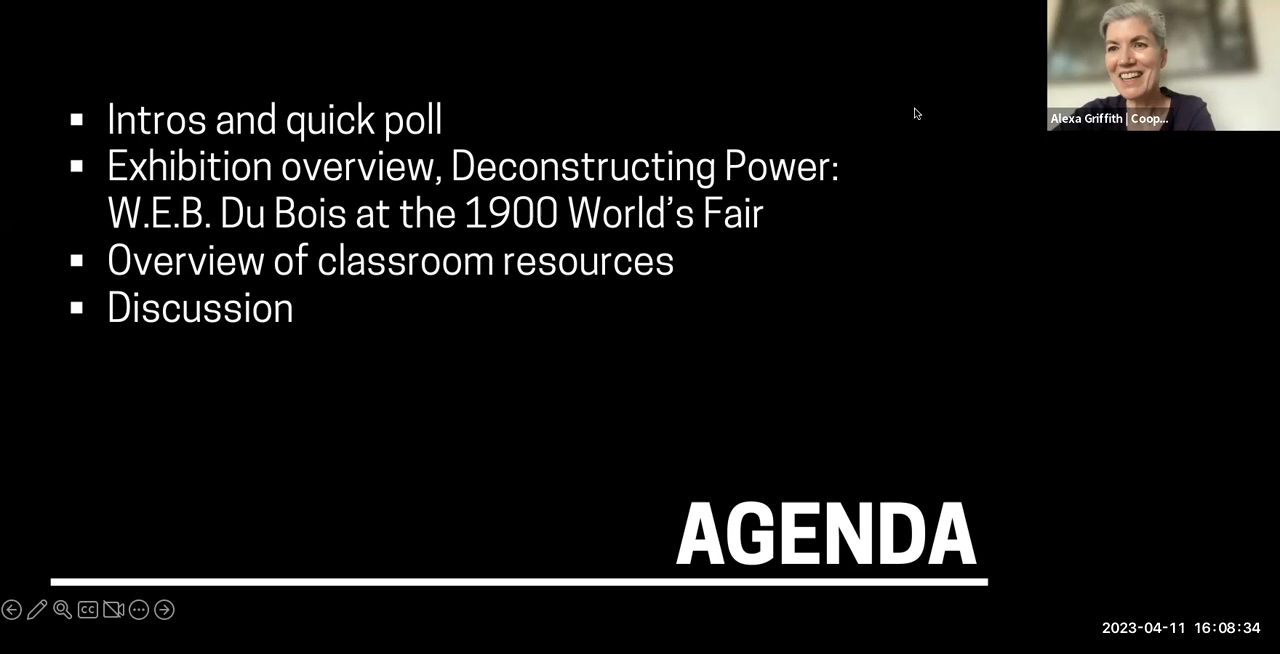 Intros and quick poll
Exhibition overview, Deconstructing Power:
W.E.B. Du Bois at the 1900 World’s Fair
Overview of classroom resources
Discussion
Alexa Griffith | Coop...
AGENDA
CC
2023-04-11 16:08:34